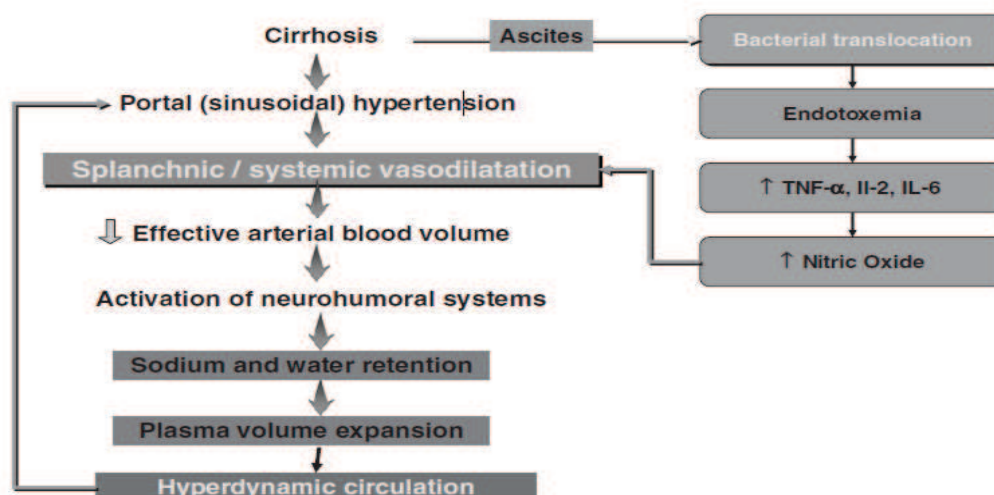 Cirrhosis
Ascites
Bacterial translocation
Portal (sinusoidal) hypertension
Endotoxemia
Splanchnic / systemic vasodilatation
↑ TNF-α, Il-2, IL-6
⇩ Effective arterial blood volume
↑ Nitric Oxide
Activation of neurohumoral systems
Sodium and water retention
Plasma volume expansion
Hyperdynamic circulation